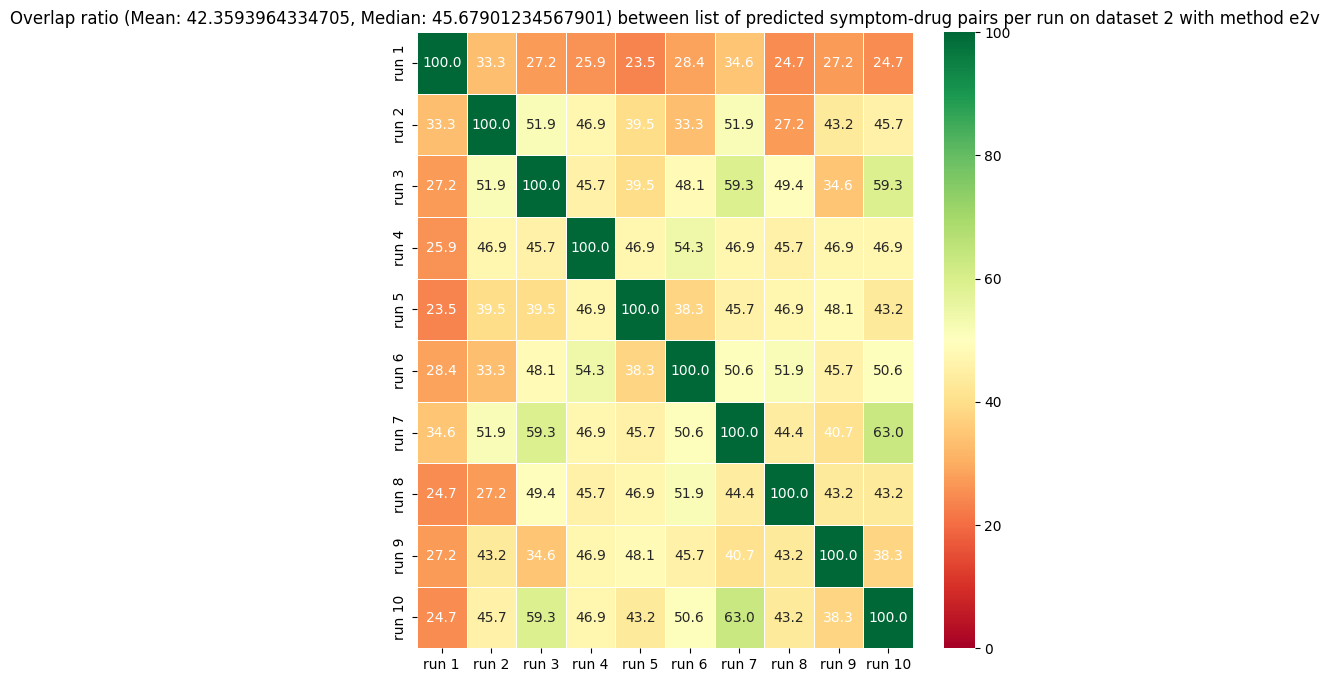 Overlap ratio (Mean: 42.3593964334705, Median: 45.67901234567901) between list of predicted symptom-drug pairs per run on dataset 2 with method e2v
run 1 100.0 33.3 27.2 25.9 23.5 28.4 34.6 24.7 27.2 24.7
run 2 33.3 100.0 51.9 46.9 39.5 33.3 51.9 27.2 43.2 45.7
run 3 27.2 51.9 100.0 45.7 39.5 48.1 59.3 49.4 34.6 59.3
run 4 25.9 46.9 45.7 100.0 46.9 54.3 46.9 45.7 46.9 46.9
run 5 23.5 39.5 39.5 46.9 100.0 38.3 45.7 46.9 48.1 43.2
run 6 28.4 33.3 48.1 54.3 38.3 100.0 50.6 51.9 45.7 50.6
run 7 34.6 51.9 59.3 46.9 45.7 50.6 100.0 44.4 40.7 63.0
run 8 24.7 27.2 49.4 45.7 46.9 51.9 44.4 100.0 43.2 43.2
run 9 27.2 43.2 34.6 46.9 48.1 45.7 40.7 43.2 100.0 38.3
run 10 24.7 45.7 59.3 46.9 43.2 50.6 63.0 43.2 38.3 100.0
run 1 run 2 run 3 run 4 run 5 run 6 run 7 run 8 run 9 run 10
100
80
60
40
20
0